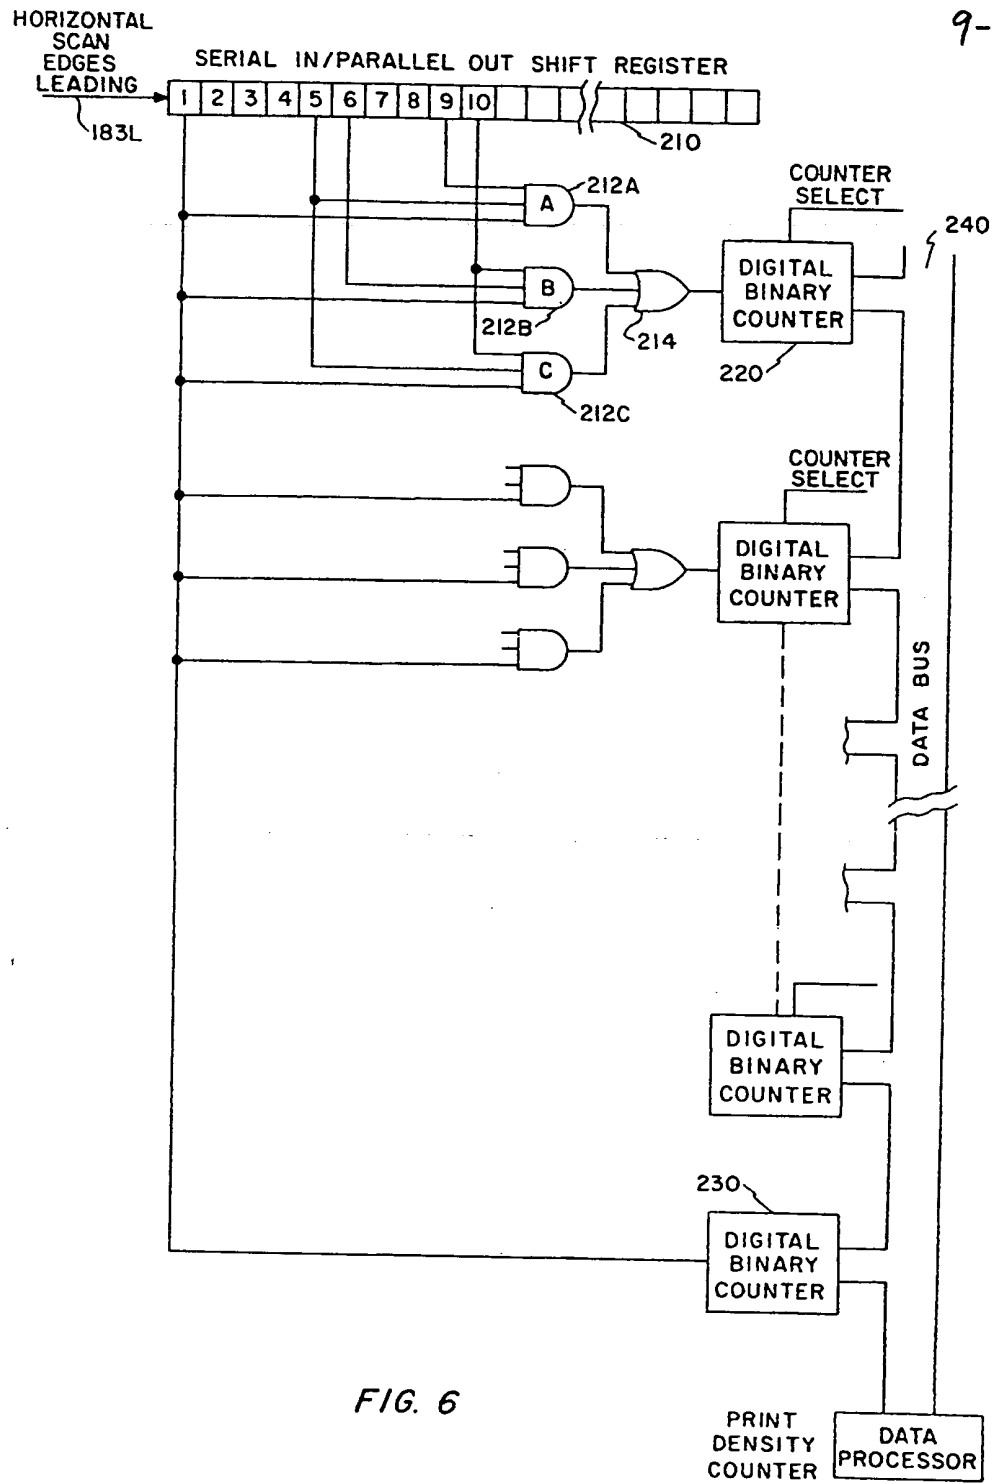 9-
HORIZONTAL
SCAN
EDGES
LEADING
SERIAL IN/PARALLEL OUT SHIFT REGISTER
1 2 3 4 5 6 7 8 9 10
183L
210
212A
A
COUNTER
SELECT
240
DIGITAL
BINARY
COUNTER
B
212B
214
220
C
212C
COUNTER
SELECT
DIGITAL
BINARY
COUNTER
DATA BUS
DIGITAL
BINARY
COUNTER
230
DIGITAL
BINARY
COUNTER
FIG. 6
PRINT
DENSITY
COUNTER
DATA
PROCESSOR